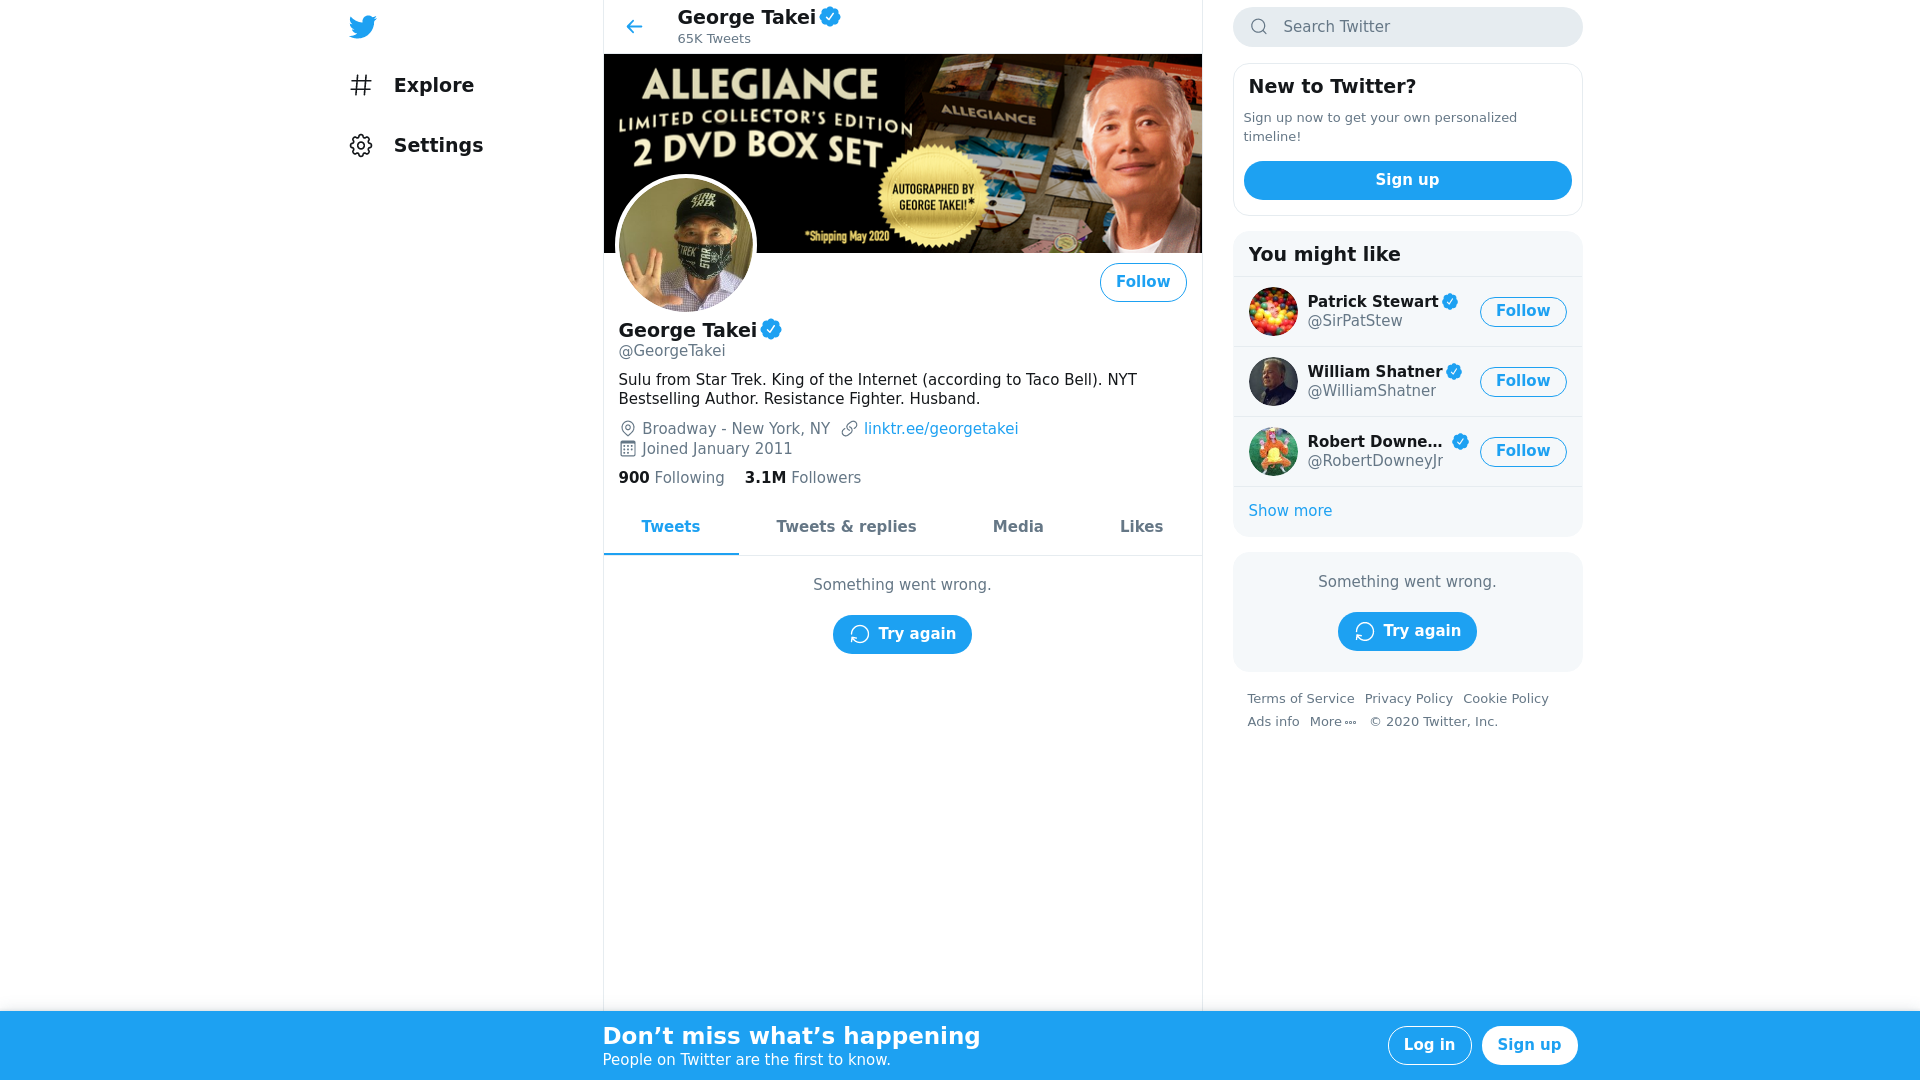 Explore
Settings
George Takei
65K Tweets
ALLEGIANCE
LIMITED COLLECTOR'S EDITION
2 DVD BOX SET
ALLEGIANCE
AUTOGRAPHED BY
GEORGE TAKEI!*
*Shipping May 2020
STAR
TREK
TREK
STAR
Follow
George Takei
@GeorgeTakei
Sulu from Star Trek. King of the Internet (according to Taco Bell). NYT
Bestselling Author. Resistance Fighter. Husband.
Broadway - New York, NY linktr.ee/georgetakei
Joined January 2011
900 Following 3.1M Followers
Tweets Tweets & replies Media Likes
Something went wrong.
Try again
Search Twitter
New to Twitter?
Sign up now to get your own personalized
timeline!
Sign up
You might like
Patrick Stewart
@SirPatStew
Follow
William Shatner
@WilliamShatner
Follow
Robert Downe...
@RobertDowneyJr
Follow
Show more
Something went wrong.
Try again
Terms of Service Privacy Policy Cookie Policy
Ads info More © 2020 Twitter, Inc.
Don’t miss what’s happening
People on Twitter are the first to know.
Log in Sign up